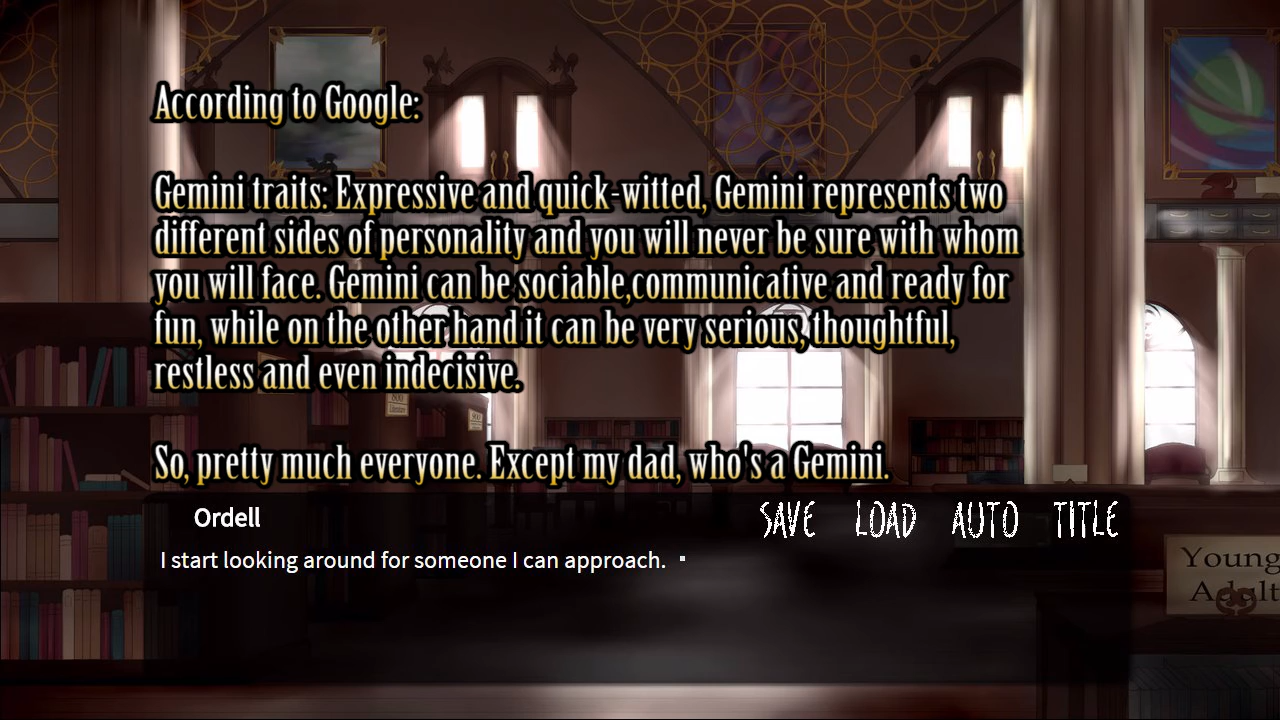 According to Google:
Gemini traits: Expressive and quick-witted, Gemini represents two
different sides of personality and you will never be sure with whom
you will face. Gemini can be sociable,communicative and ready for
fun, while on the other hand it can be very serious, thoughtful,
restless and even indecisive.
So, pretty much everyone. Except my dad, who's a Gemini.
Ordell
SAVE LOAD AUTO TITLE
I start looking around for someone I can approach.
Young
Adult
800